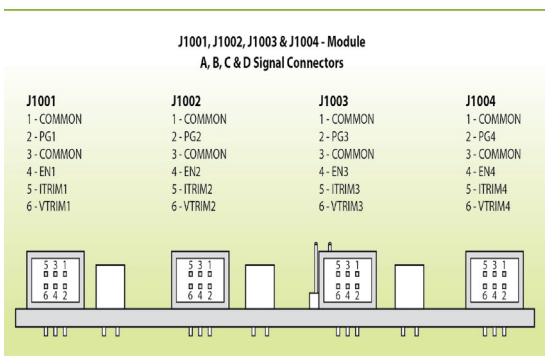 J1001, J1002, J1003 & J1004 - Module
A, B, C & D Signal Connectors
J1001
1 - COMMON
2 - PG1
3 - COMMON
4 - EN1
5 - ITRIM1
6 - VTRIM1
J1002
1 - COMMON
2 - PG2
3 - COMMON
4 - EN2
5 - ITRIM2
6 - VTRIM2
J1003
1 - COMMON
2 - PG3
3 - COMMON
4 - EN3
5 - ITRIM3
6 - VTRIM3
J1004
1 - COMMON
2 - PG4
3 - COMMON
4 - EN4
5 - ITRIM4
6 - VTRIM4
5 3 1
6 4 2
5 3 1
6 4 2
5 3 1
6 4 2
5 3 1
6 4 2